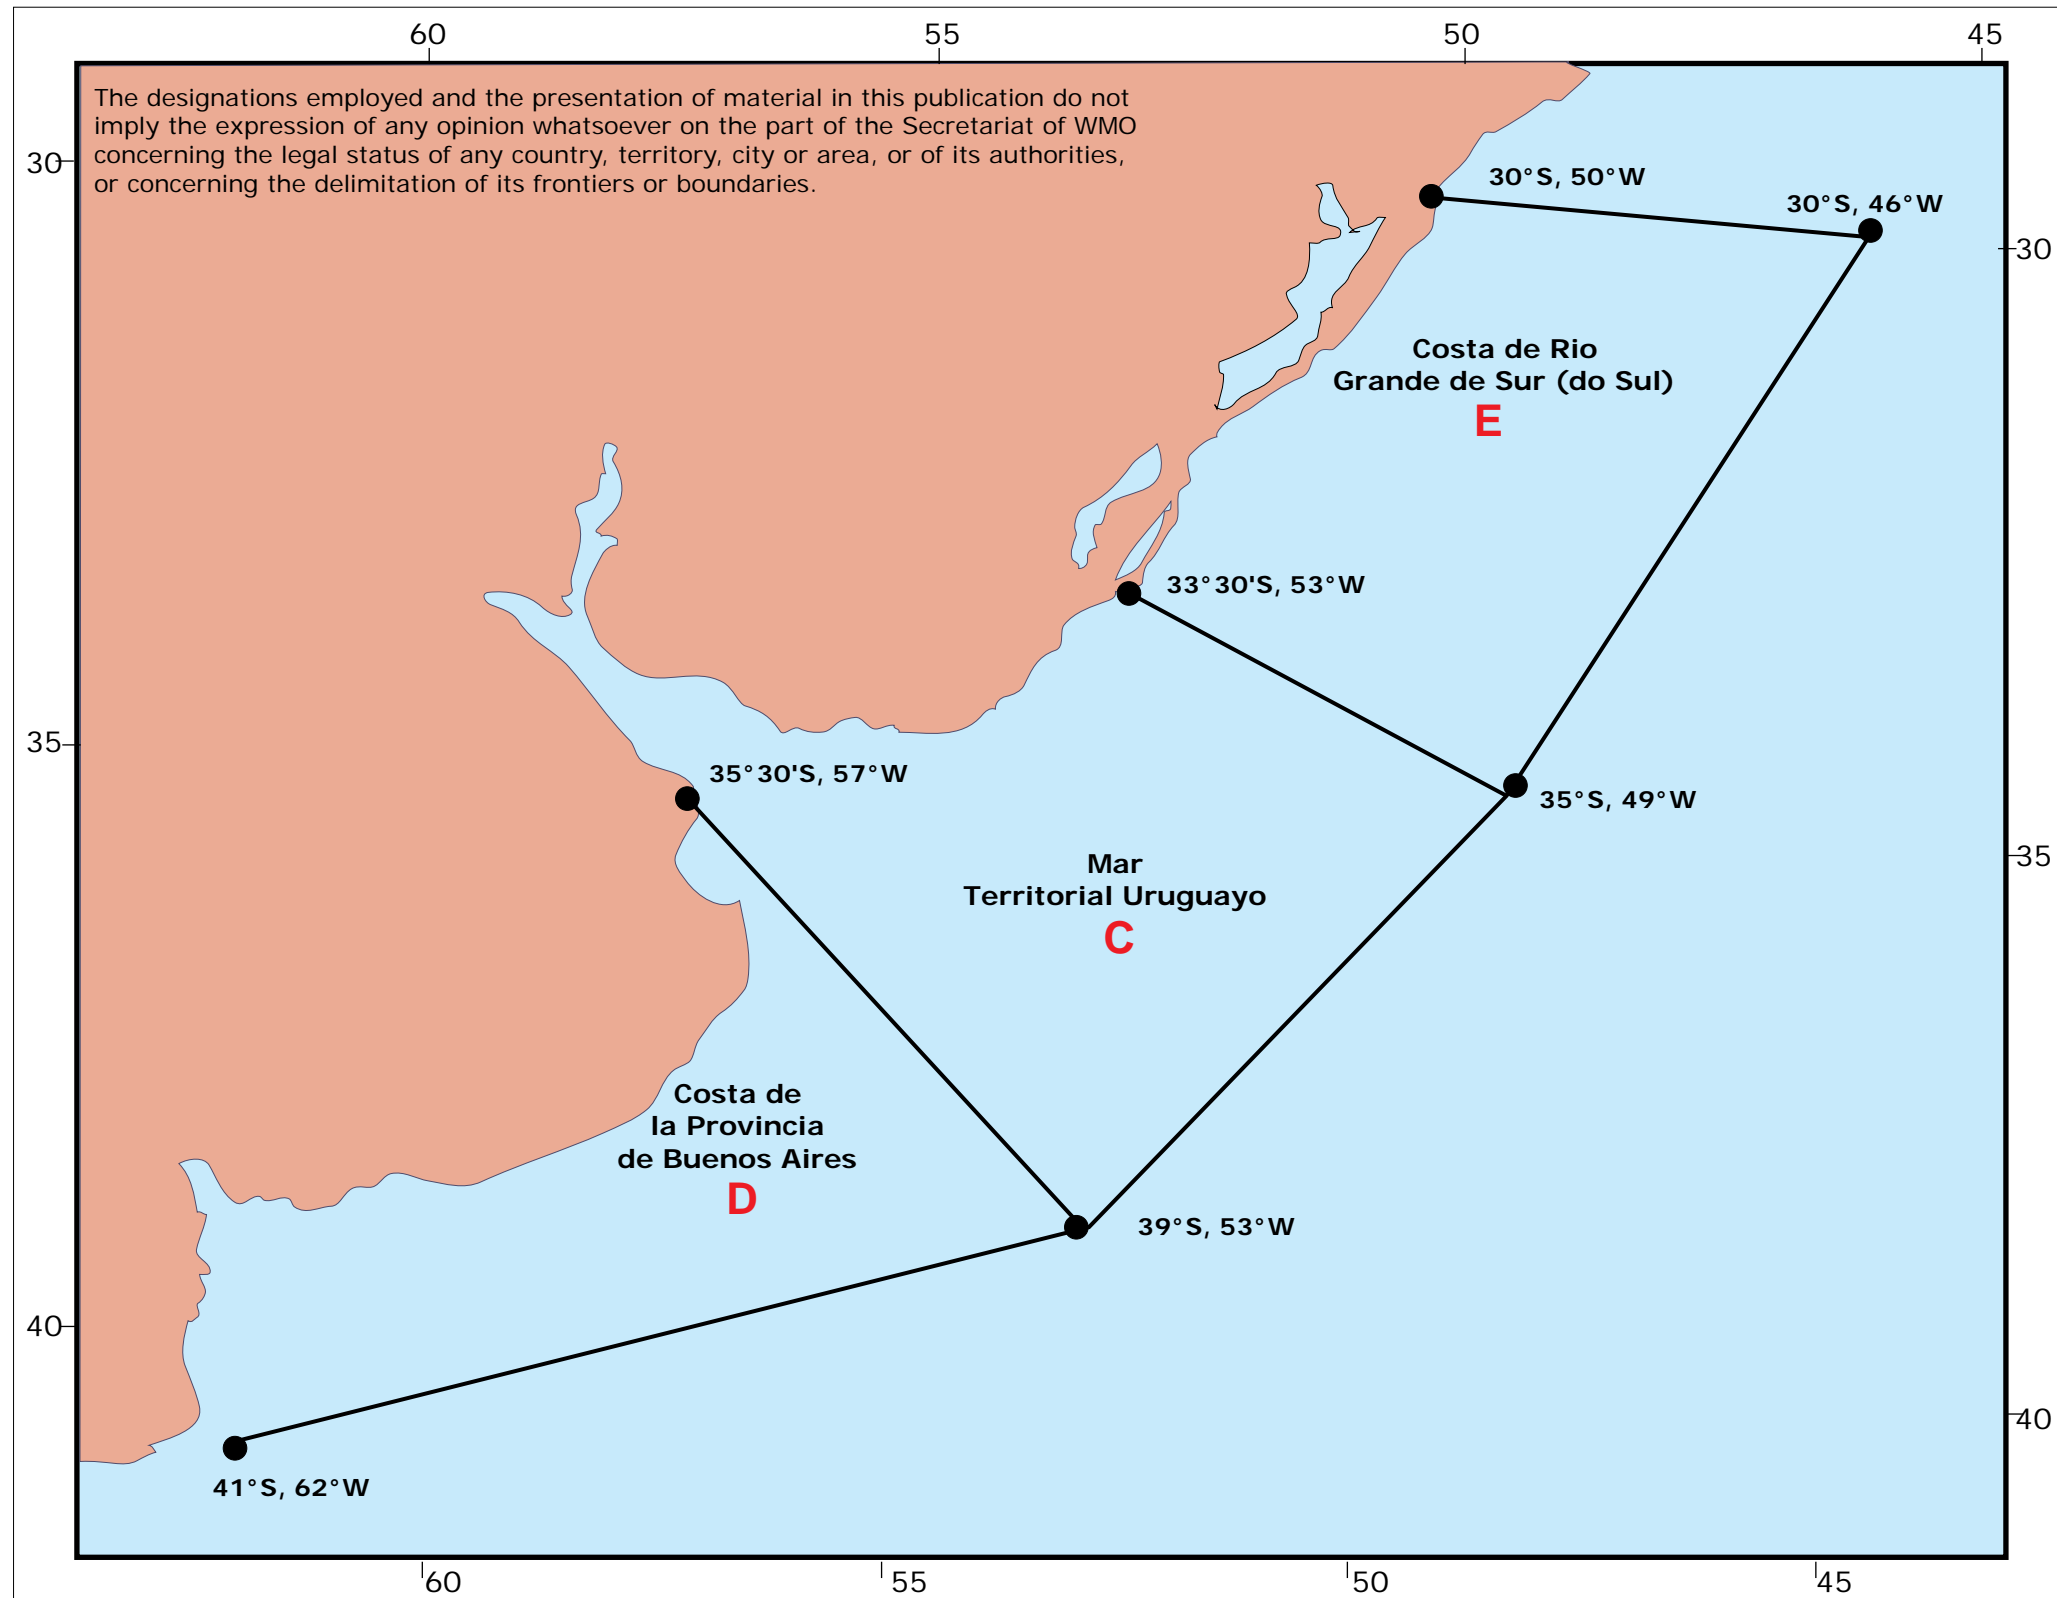 60
55
50
45
The designations employed and the presentation of material in this publication do not
imply the expression of any opinion whatsoever on the part of the Secretariat of WMO
concerning the legal status of any country, territory, city or area, or of its authorities,
or concerning the delimitation of its frontiers or boundaries.
30
30°S, 50°W
30°S, 46°W
30
Costa de Rio
Grande de Sur (do Sul)
E
33°30'S, 53°W
35
35°30'S, 57°W
35°S, 49°W
35
Mar
Territorial Uruguayo
C
Costa de
la Provincia
de Buenos Aires
D
39°S, 53°W
40
40
41°S, 62°W
60
55
50
45